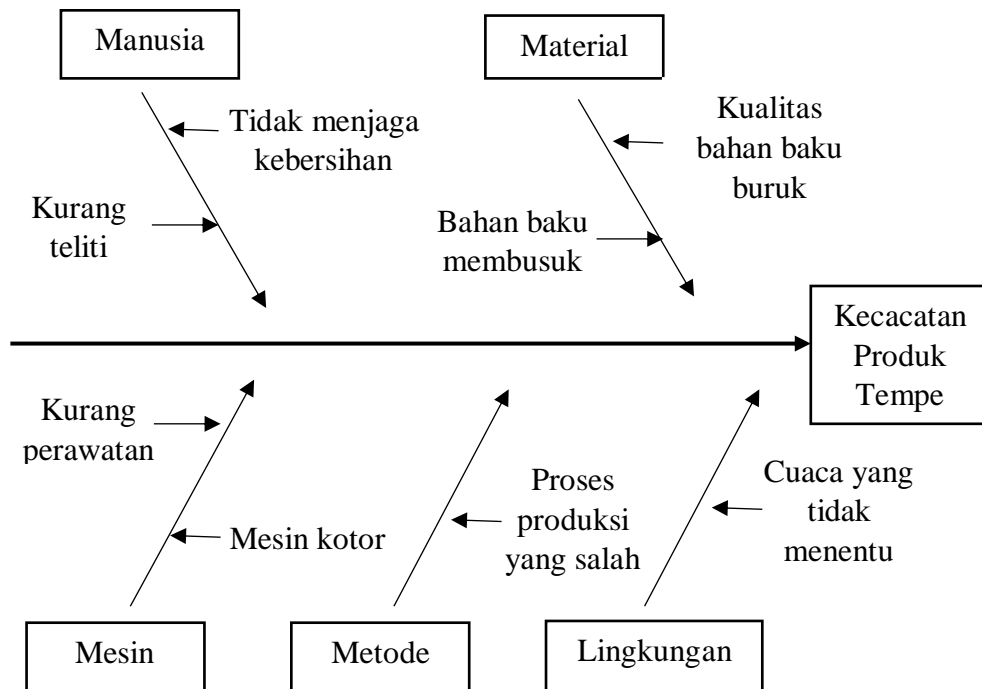 Manusia
Material
Tidak menjaga
kebersihan
Kualitas
bahan baku
buruk
Kurang
teliti
Bahan baku
membusuk
Kecacatan
Produk
Tempe
Kurang
perawatan
Mesin kotor
Proses
produksi
yang salah
Cuaca yang
tidak
menentu
Mesin
Metode
Lingkungan